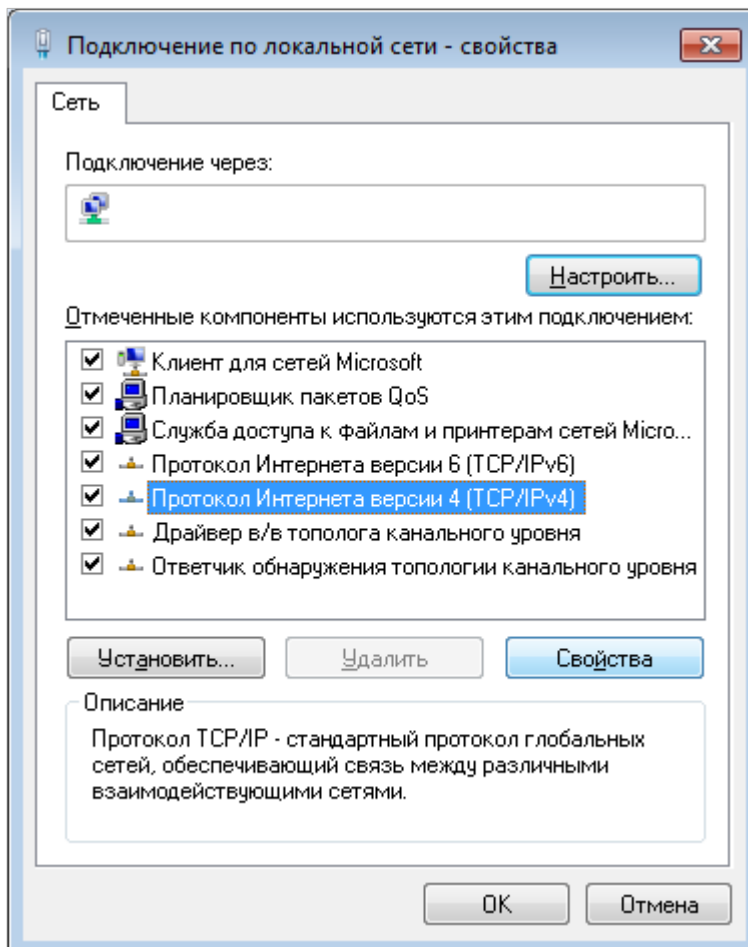 Подключение по локальной сети - свойства
Сеть
Подключение через:
Настроить...
Отмеченные компоненты используются этим подключением:
Клиент для сетей Microsoft
Планировщик пакетов QoS
Служба доступа к файлам и принтерам сетей Micro...
Протокол Интернета версии 6 (TCP/IPv6)
Протокол Интернета версии 4 (TCP/IPv4)
Драйвер в/в тополога канального уровня
Ответчик обнаружения топологии канального уровня
Установить...
Удалить
Свойства
Описание
Протокол TCP/IP - стандартный протокол глобальных
сетей, обеспечивающий связь между различными
взаимодействующими сетями.
OK
Отмена